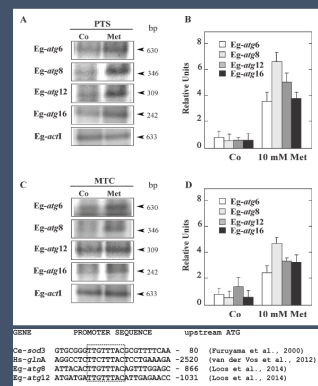 A
PTS
bp
Co Met
Eg-atg6 630
Eg-atg8 346
Eg-atg12 309
Eg-atg16 242
Eg-actI 633
B
Relative Units
8
6
4
2
0
Eg-atg6
Eg-atg8
Eg-atg12
Eg-atg16
Co 10 mM Met
C
MTC
bp
Co Met
Eg-atg6 630
Eg-atg8 346
Eg-atg12 309
Eg-atg16 242
Eg-actI 633
D
Relative Units
8
6
4
2
0
Eg-atg6
Eg-atg8
Eg-atg12
Eg-atg16
Co 10 mM Met
GENE PROMOTER SEQUENCE upstream ATG
Ce-sod3 GTGCGGGTTGTTTACGCGTTTTCAA - 80 (Furuyama et al., 2000)
Hs-glnA AGGCCTCTTCTTTACTCCTGAAAGA -2520 (van der Vos et al., 2012)
Eg-atg8 ATTACACTTGTTTACAGTTTGGAGC - 866 (Loos et al., 2014)
Eg-atg12 ATGATGATTGTTTACATTGAGAACC -1031 (Loos et al., 2014)